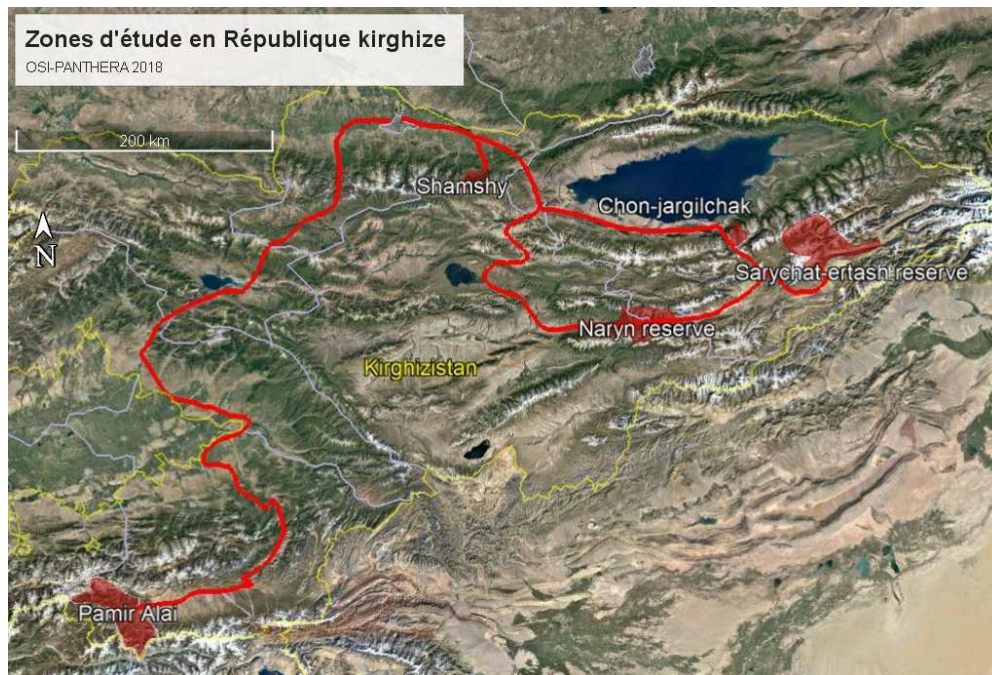 Zones d'étude en République kirghize
OSI-PANTHERA 2018
200 km
Shamshy
Chon-jargilchak
N
Sarychat-ertash reserve
Naryn reserve
Kirghizistan
Pamir Alai